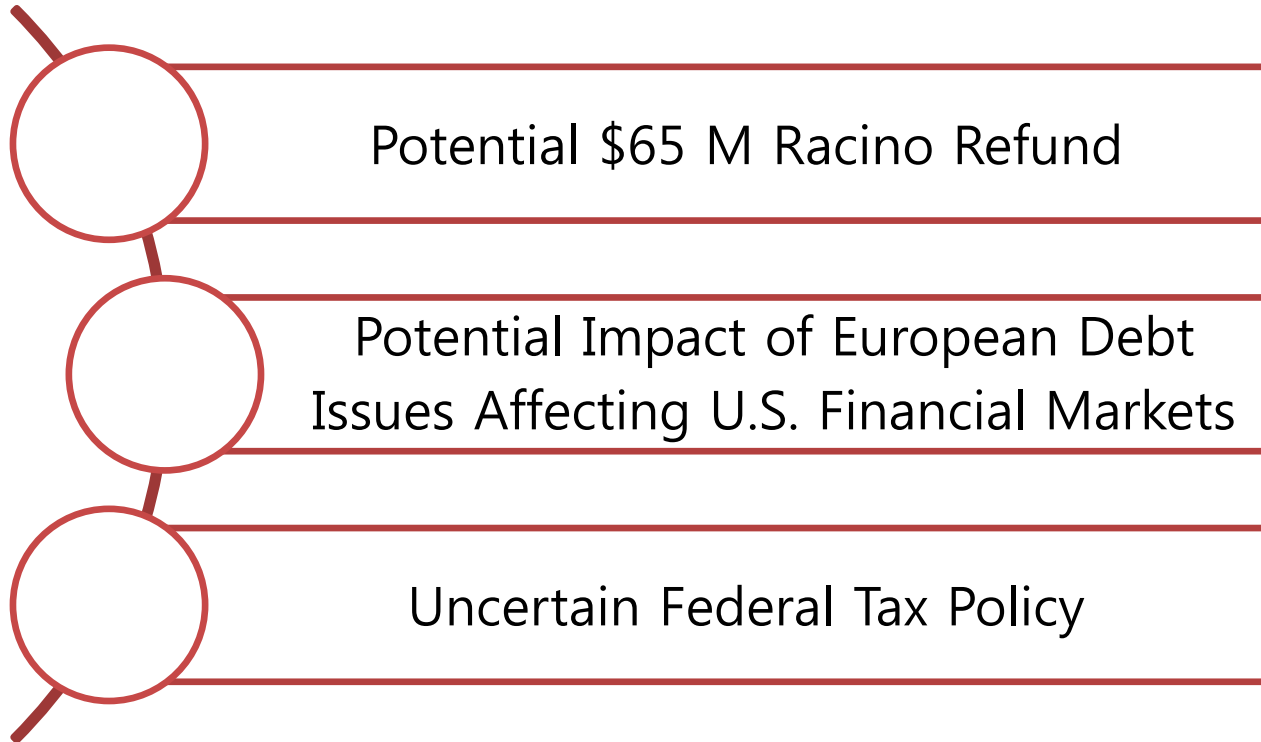 Potential $65 M Racino Refund
Potential Impact of European Debt
Issues Affecting U.S. Financial Markets
Uncertain Federal Tax Policy